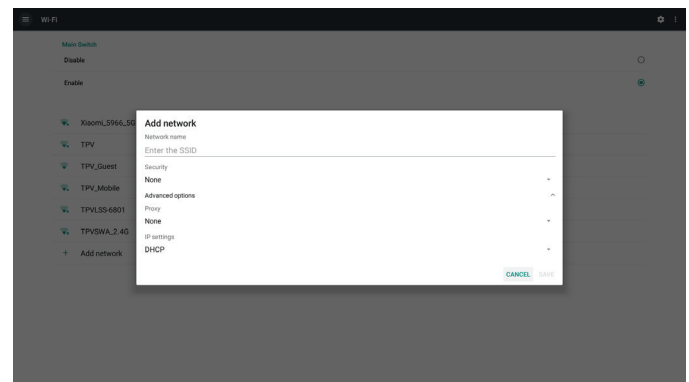 Wi-Fi
Main Switch
Disable
Enable
Xiaomi_5966_5G
TPV
TPV_Guest
TPV_Mobile
TPVLSS-6801
TPVSWA_2.4G
+ Add network
Add network
Network name
Enter the SSID
Security
None
Advanced options
Proxy
None
IP settings
DHCP
CANCEL SAVE